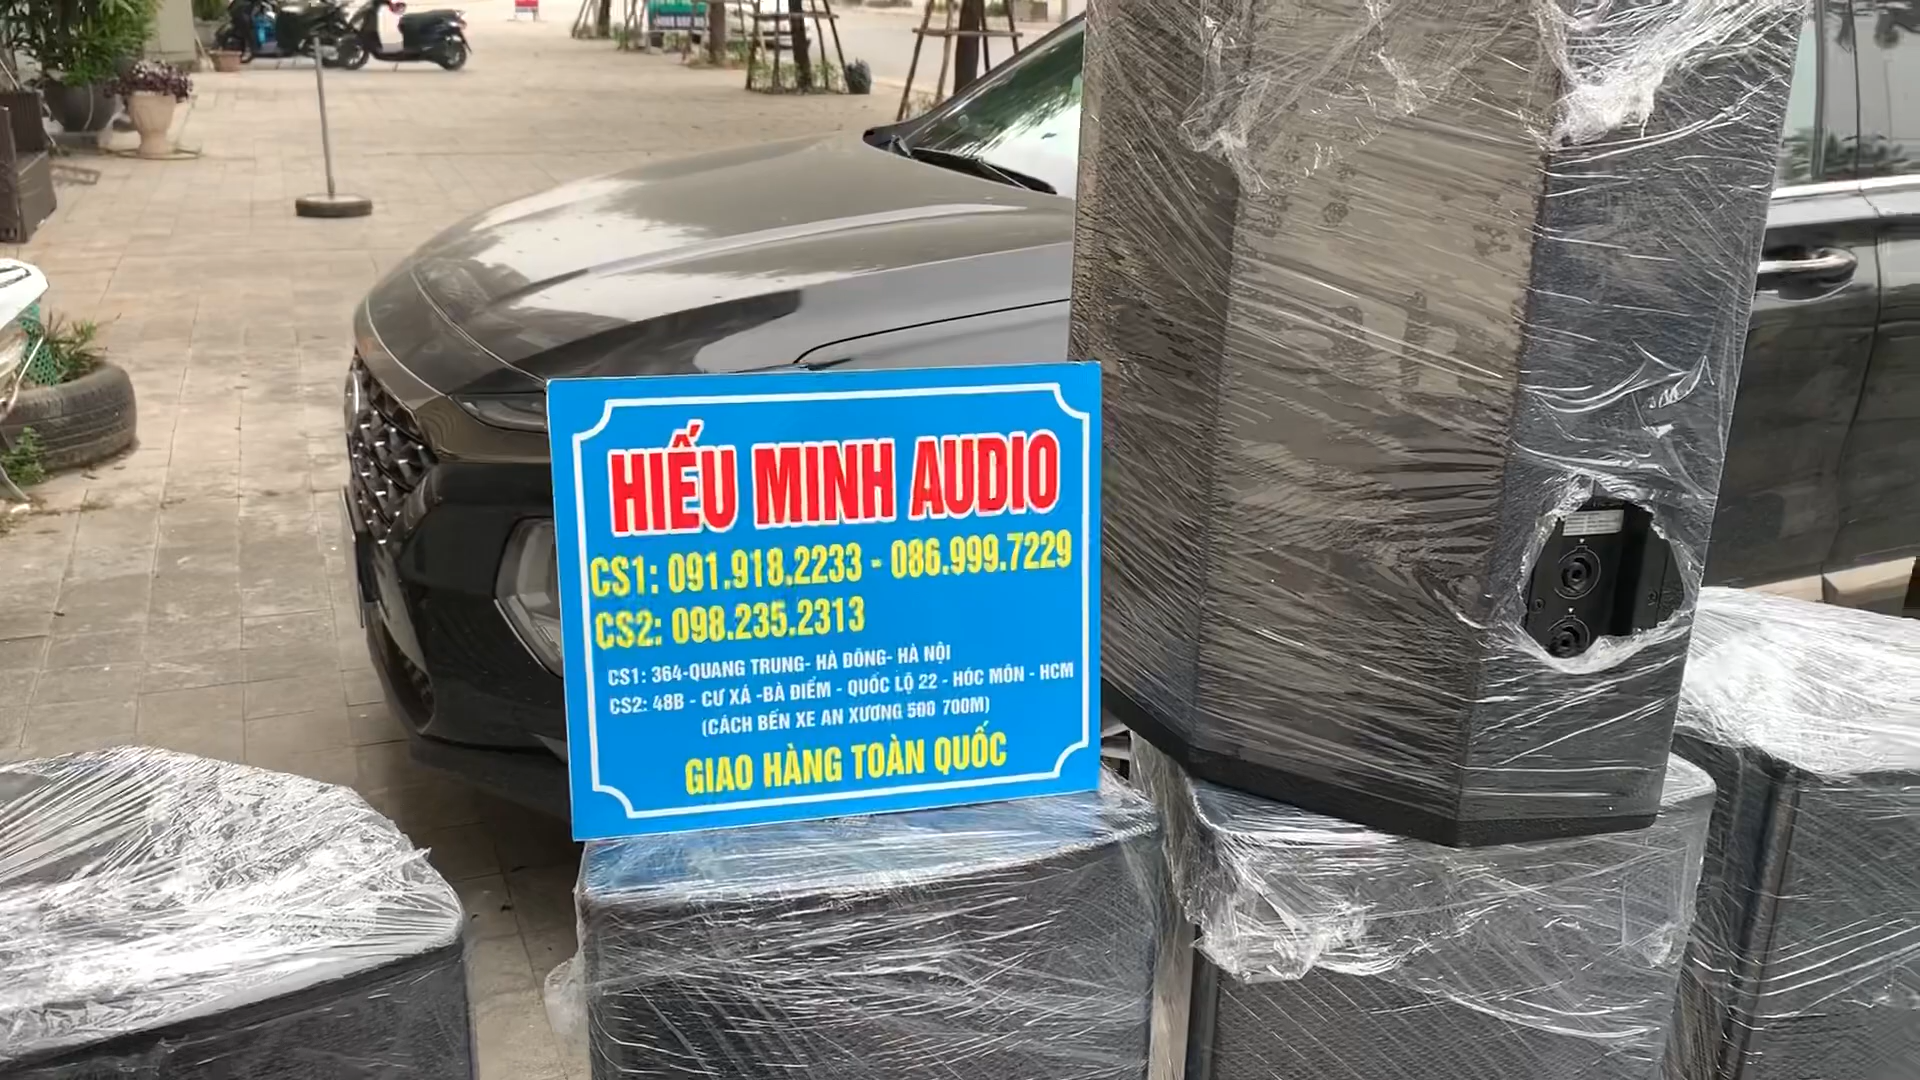 HIẾU MINH AUDIO
CS1: 091.918.2233 - 086.999.7229
CS2: 098.235.2313
CS1: 364-QUANG TRUNG- HÀ ĐÔNG- HÀ NỘI
CS2: 48B - CƯ XÁ -BÀ ĐIỂM - QUỐC LỘ 22 - HÓC MÔN - HCM
(CÁCH BẾN XE AN XƯƠNG 500 700M)
GIAO HÀNG TOÀN QUỐC